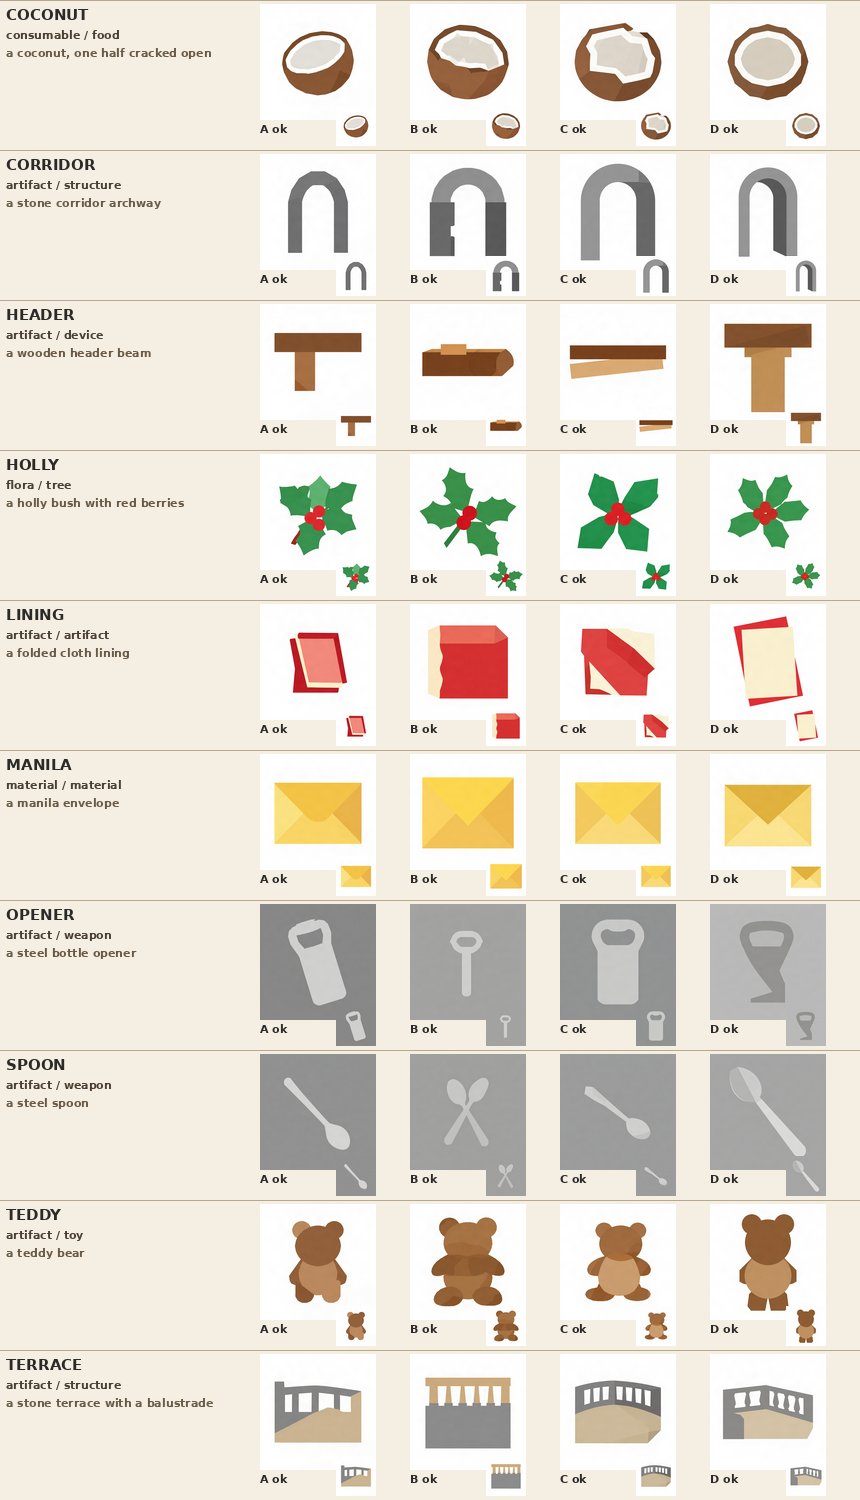 COCONUT
consumable / food
a coconut, one half cracked open
A ok
B ok
C ok
D ok
CORRIDOR
artifact / structure
a stone corridor archway
A ok
B ok
C ok
D ok
HEADER
artifact / device
a wooden header beam
A ok
B ok
C ok
D ok
HOLLY
flora / tree
a holly bush with red berries
A ok
B ok
C ok
D ok
LINING
artifact / artifact
a folded cloth lining
A ok
B ok
C ok
D ok
MANILA
material / material
a manila envelope
A ok
B ok
C ok
D ok
OPENER
artifact / weapon
a steel bottle opener
A ok
B ok
C ok
D ok
SPOON
artifact / weapon
a steel spoon
A ok
B ok
C ok
D ok
TEDDY
artifact / toy
a teddy bear
A ok
B ok
C ok
D ok
TERRACE
artifact / structure
a stone terrace with a balustrade
A ok
B ok
C ok
D ok